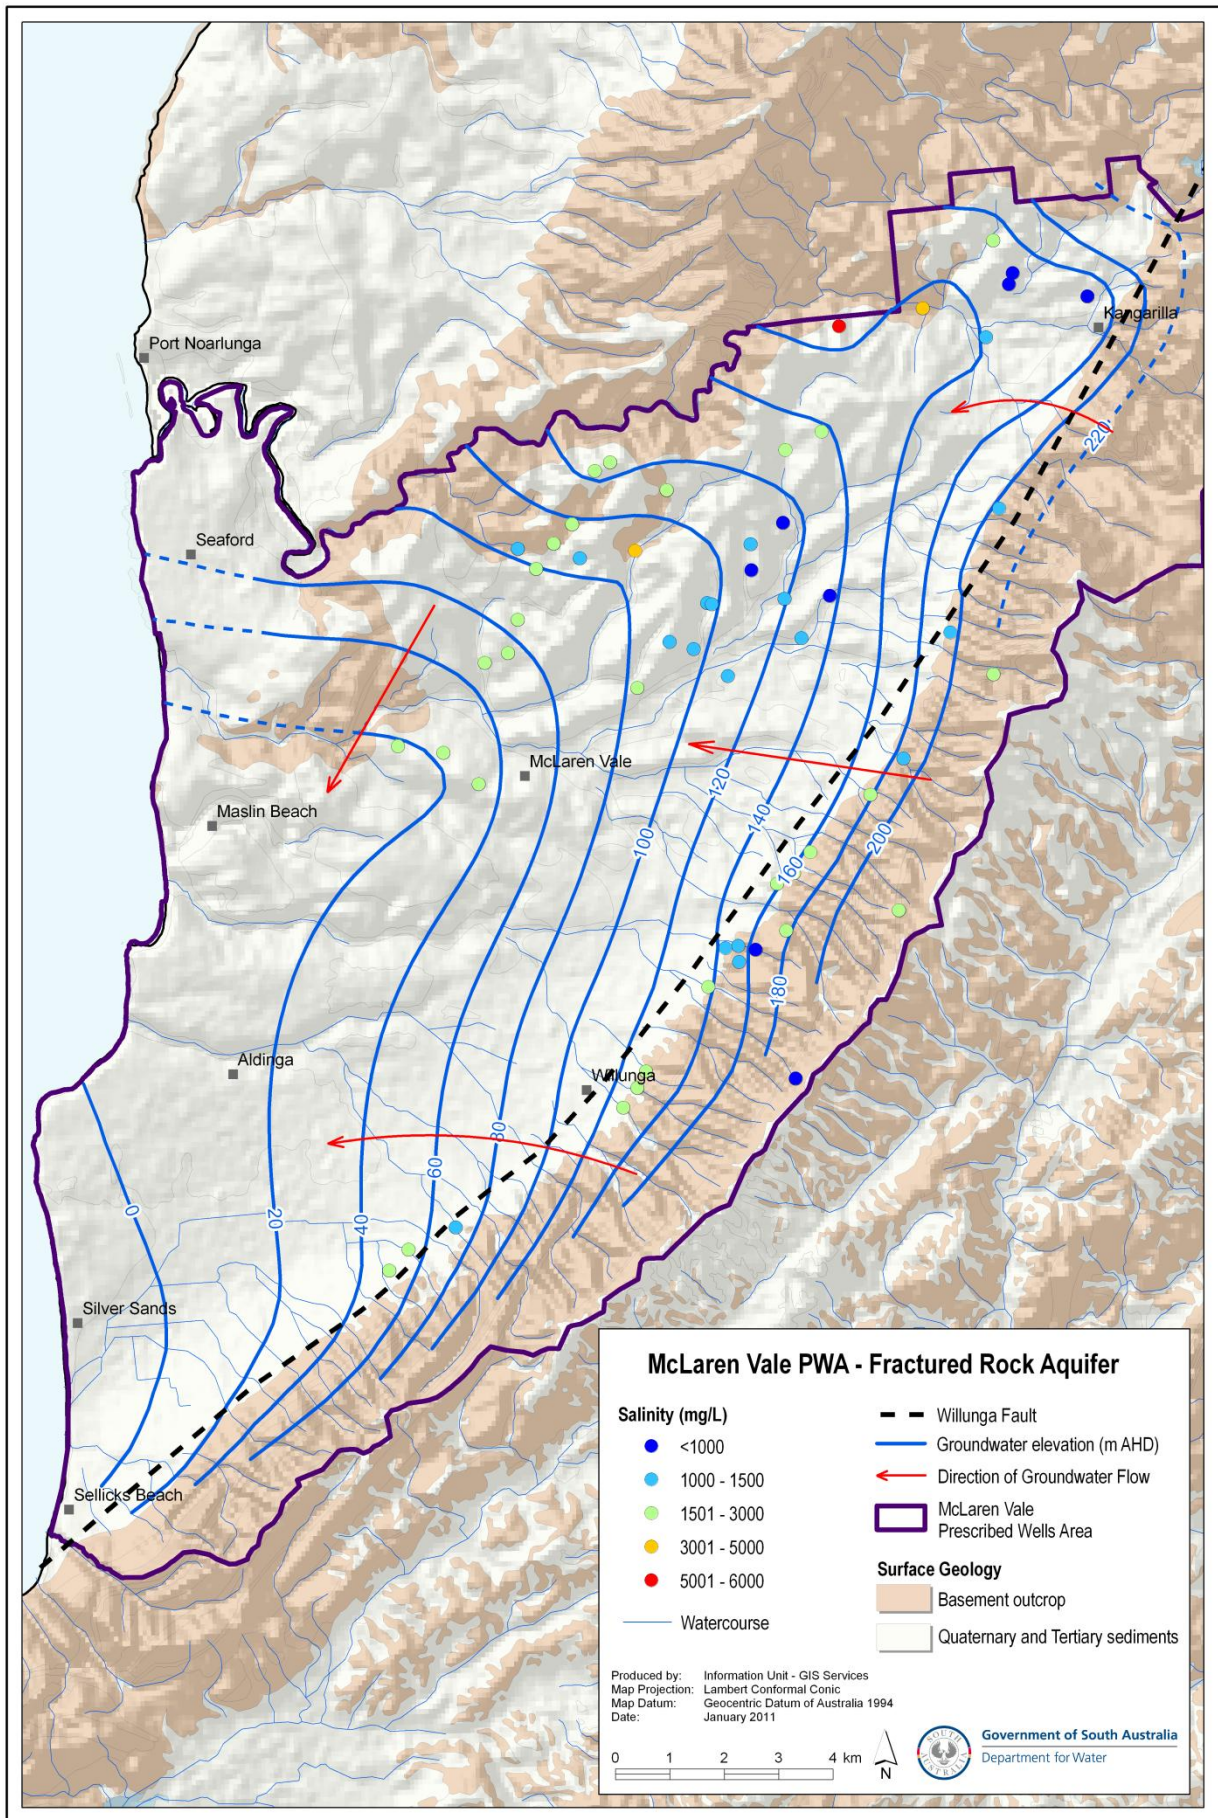 Port Noarlunga
Kangarilla
220
Seaford
McLaren Vale
Maslin Beach
120
140
100
160
200
180
Aldinga
Willunga
80
60
0
20
40
Silver Sands
Sellicks Beach
McLaren Vale PWA - Fractured Rock Aquifer
Salinity (mg/L)
<1000
1000 - 1500
1501 - 3000
3001 - 5000
5001 - 6000
Watercourse
Willunga Fault
Groundwater elevation (m AHD)
Direction of Groundwater Flow
McLaren Vale
Prescribed Wells Area
Surface Geology
Basement outcrop
Quaternary and Tertiary sediments
Produced by: Information Unit - GIS Services
Map Projection: Lambert Conformal Conic
Map Datum: Geocentric Datum of Australia 1994
Date: January 2011
0 1 2 3 4 km
N
SOUTH AUSTRALIA
Government of South Australia
Department for Water